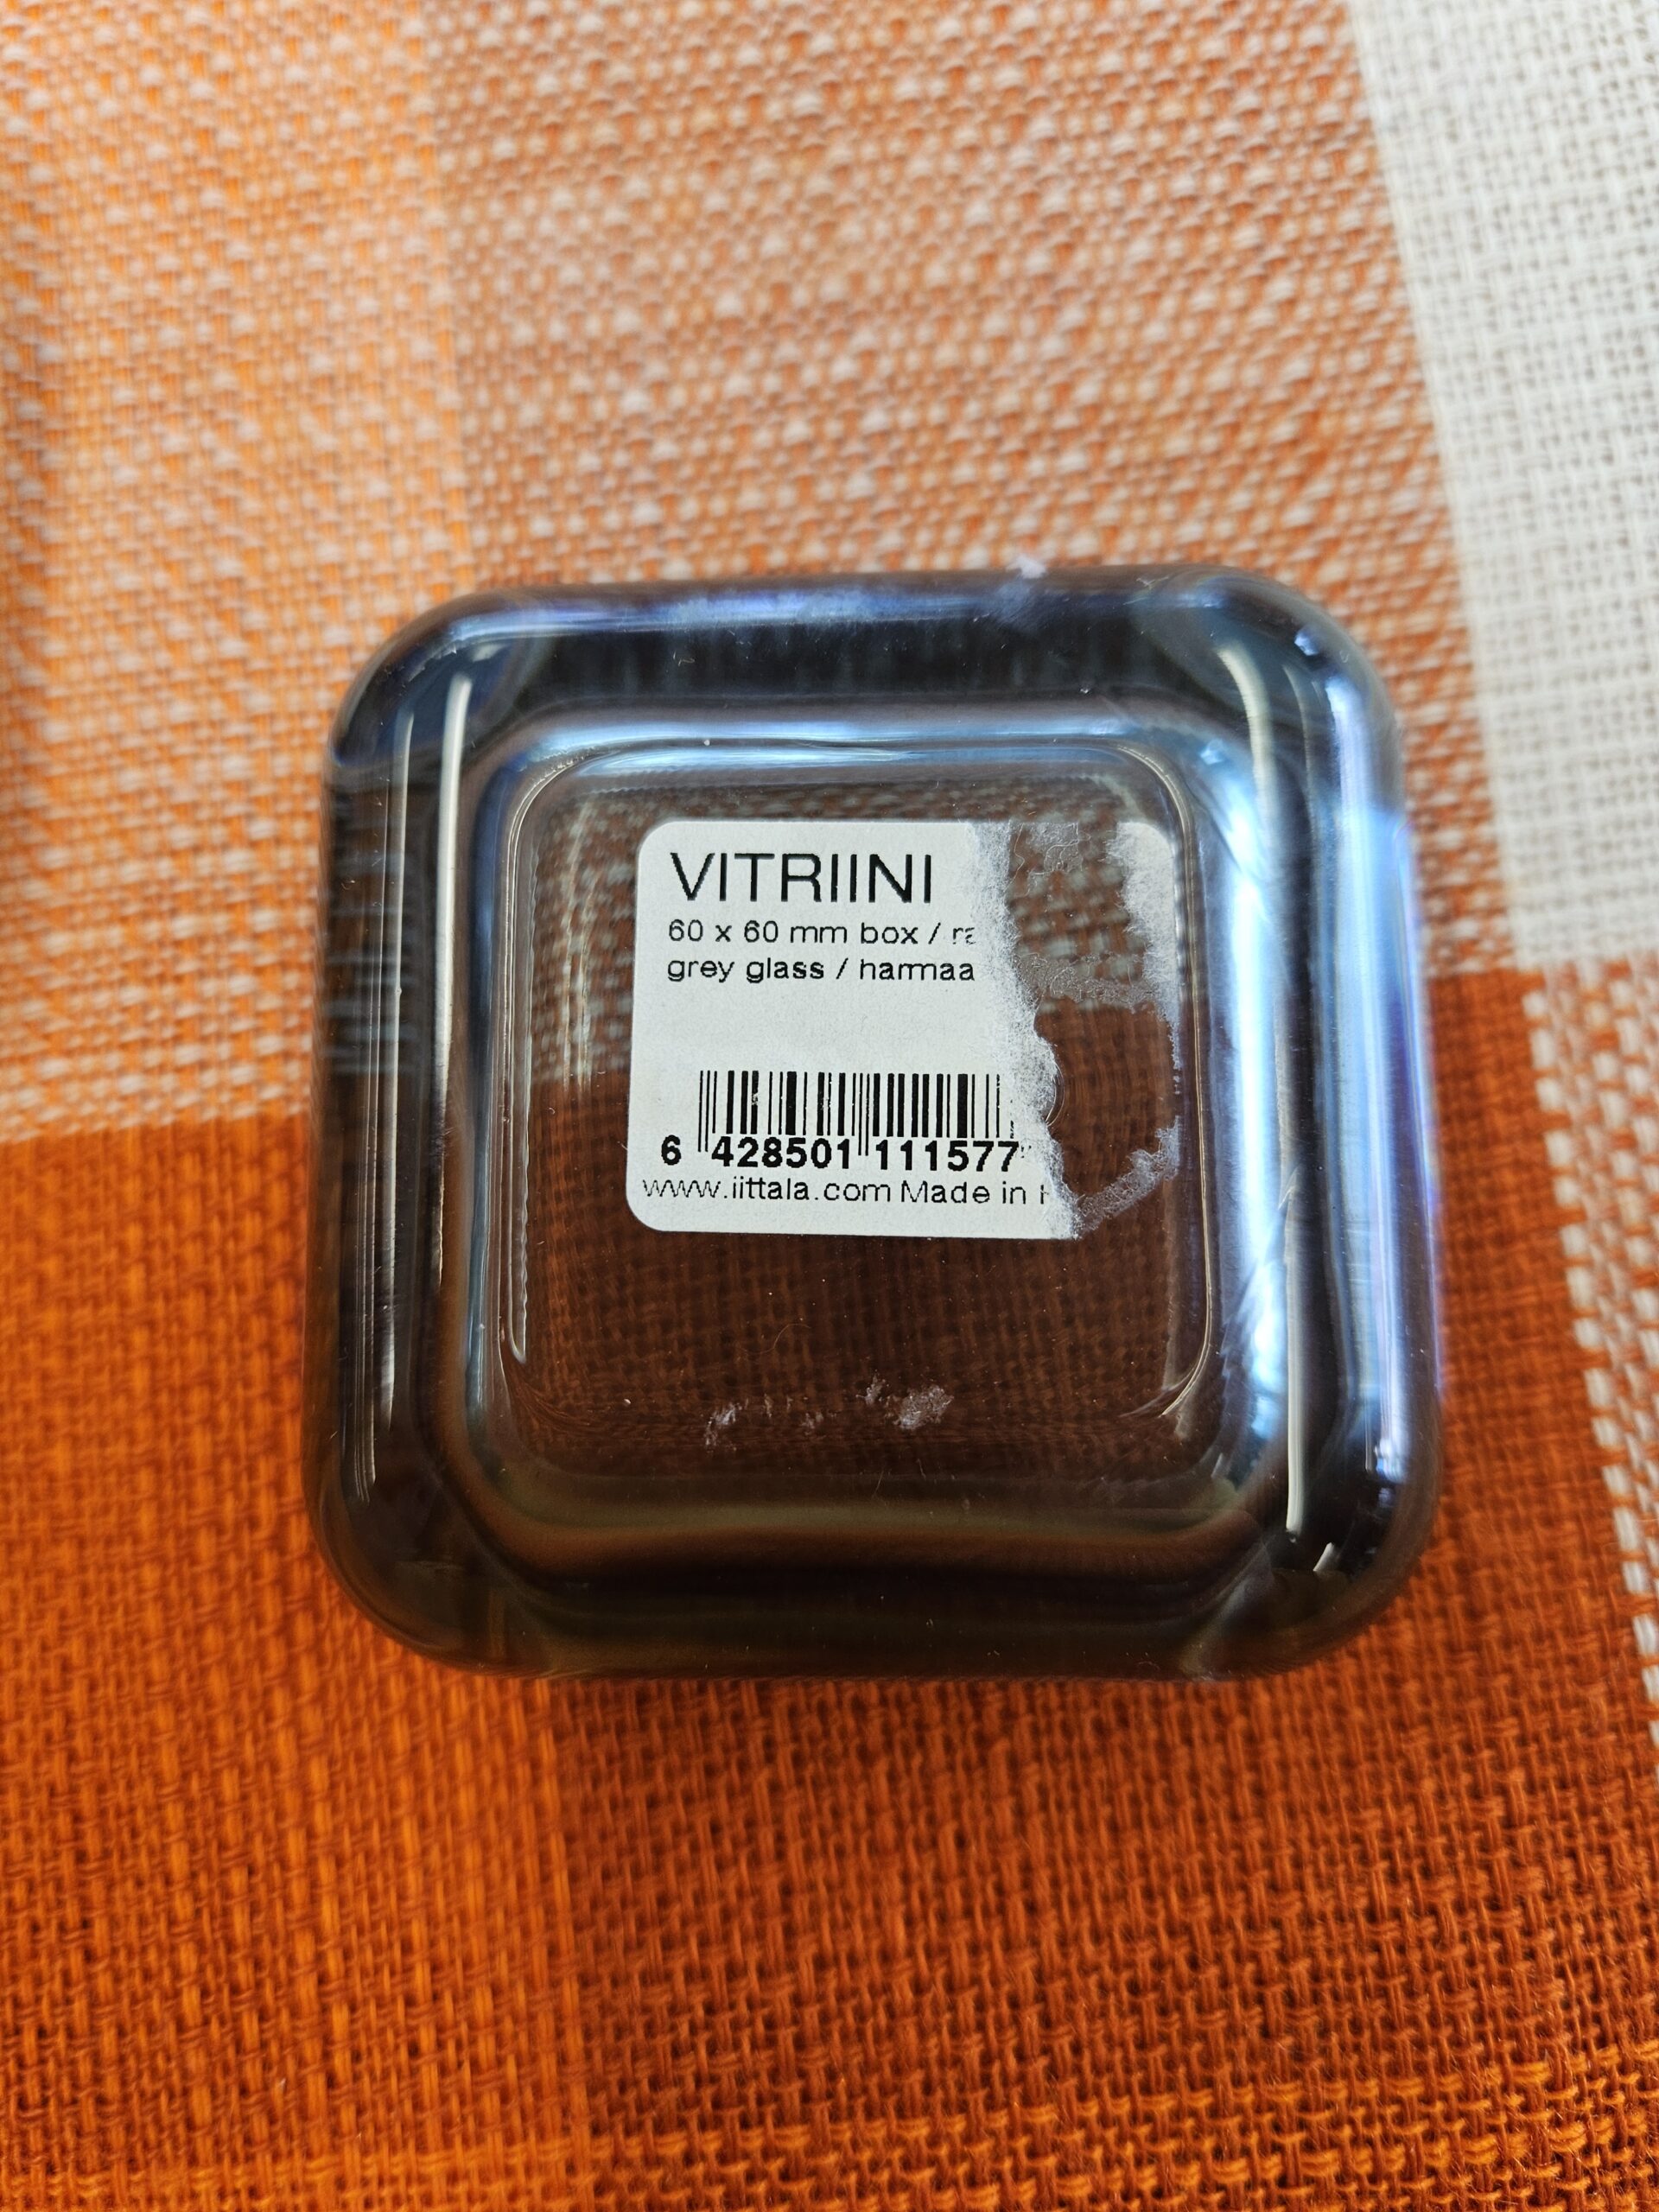 VITRIINI
60 x 60 mm box /
grey glass / harmaa
6 428501 111577
www.iittala.com Made in